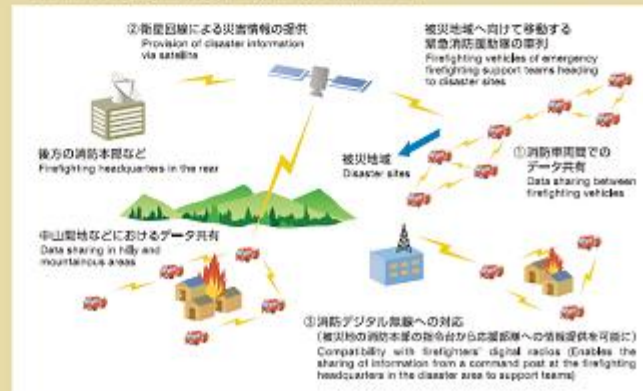 ②衛星回線による災害情報の提供
Provision of disaster information
via satellite
被災地域へ向けて移動する
緊急消防援助隊の車列
Firefighting vehicles of emergency
firefighting support teams heading
to disaster sites
後方の消防本部など
Firefighting headquarters in the rear
被災地域
Disaster sites
①消防車両間での
データ共有
Data sharing between
firefighting vehicles
中山間地などにおけるデータ共有
Data sharing in hilly and
mountainous areas
③消防デジタル無線への対応
(被災地の消防本部の指令台から応援部隊への情報提供を可能に)
Compatibility with firefighters' digital radios (Enables the
sharing of information from a command post at the firefighting
headquarters in the disaster area to support teams)